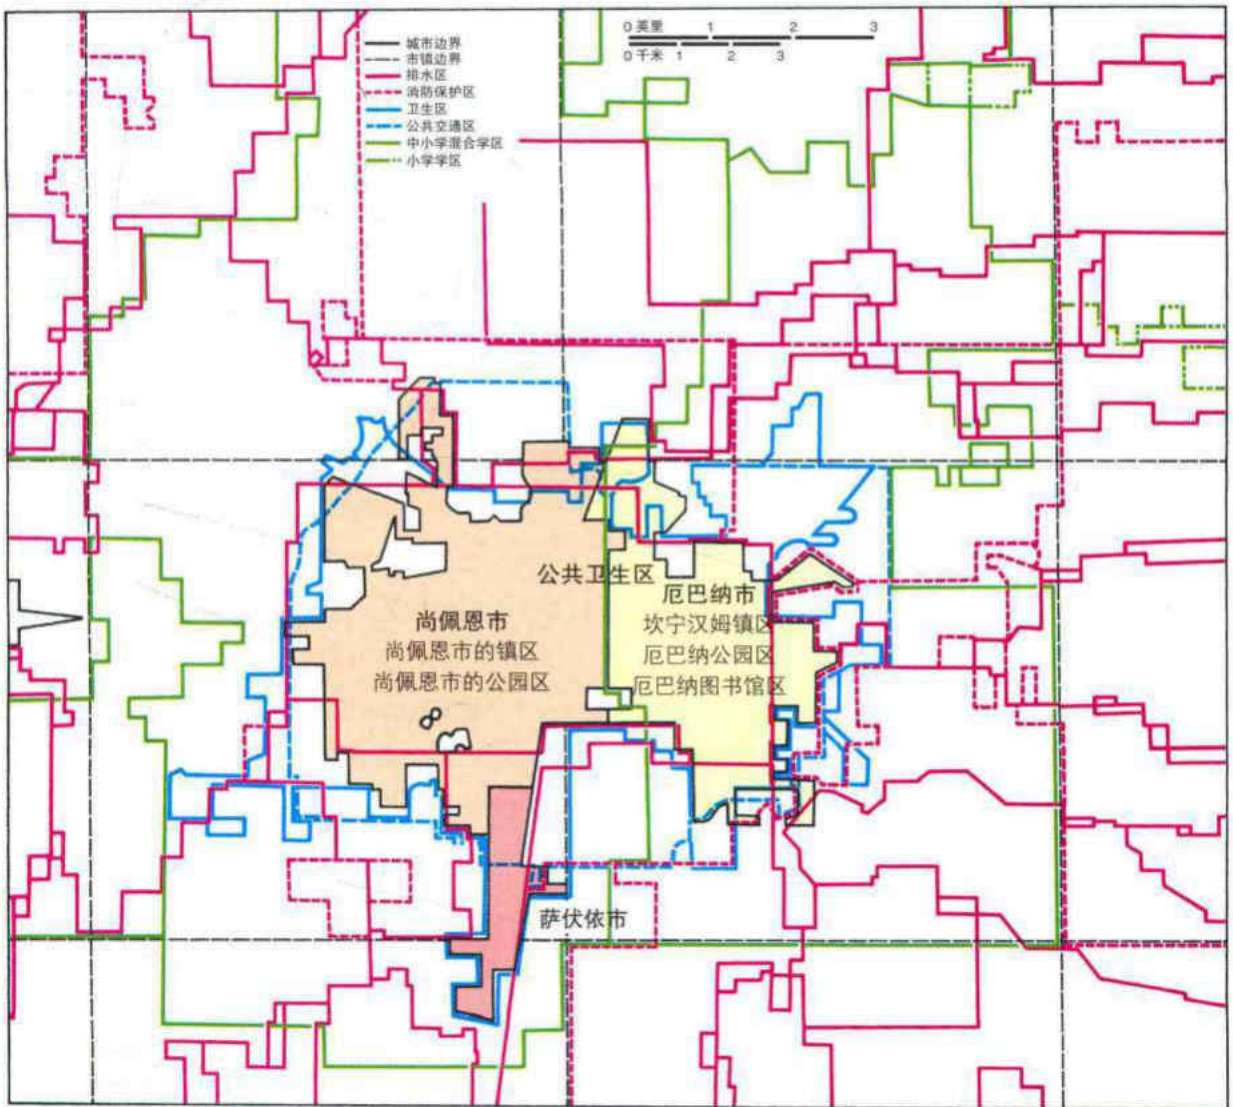 0 英里 1 2 3
0 千米 1 2 3
城市边界
市镇边界
排水区
消防保护区
卫生区
公共交通区
中小学混合学区
小学学区
公共卫生区
厄巴纳市
坎宁汉姆镇区
厄巴纳公园区
厄巴纳图书馆区
尚佩恩市
尚佩恩市的镇区
尚佩恩市的公园区
萨伏依市